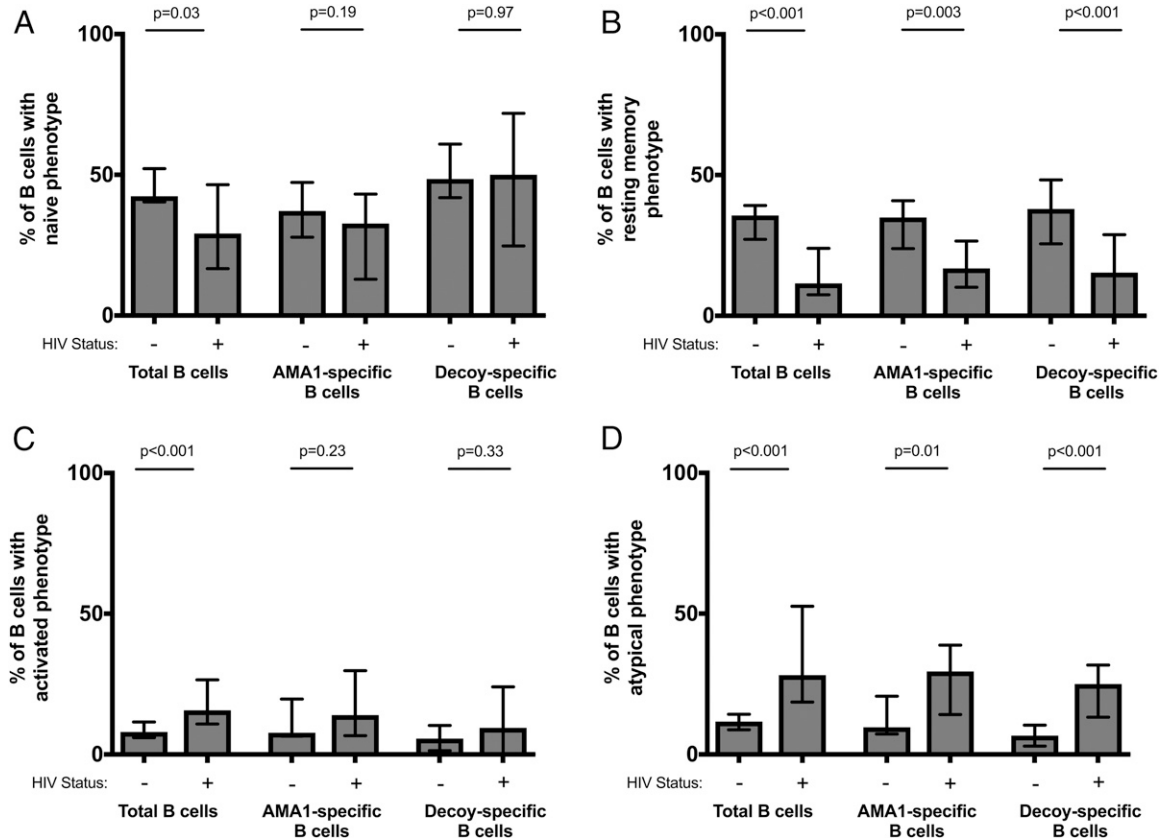 A
p=0.03 p=0.19 p=0.97
100
50
0
% of B cells with
naive phenotype
HIV Status: - + - + - +
Total B cells AMA1-specific Decoy-specific
B cells B cells
B
p<0.001 p=0.003 p<0.001
100
50
0
% of B cells with
resting memory
phenotype
HIV Status: - + - + - +
Total B cells AMA1-specific Decoy-specific
B cells B cells
C
p<0.001 p=0.23 p=0.33
100
50
0
% of B cells with
activated phenotype
HIV Status: - + - + - +
Total B cells AMA1-specific Decoy-specific
B cells B cells
D
p<0.001 p=0.01 p<0.001
100
50
0
% of B cells with
atypical phenotype
HIV Status: - + - + - +
Total B cells AMA1-specific Decoy-specific
B cells B cells